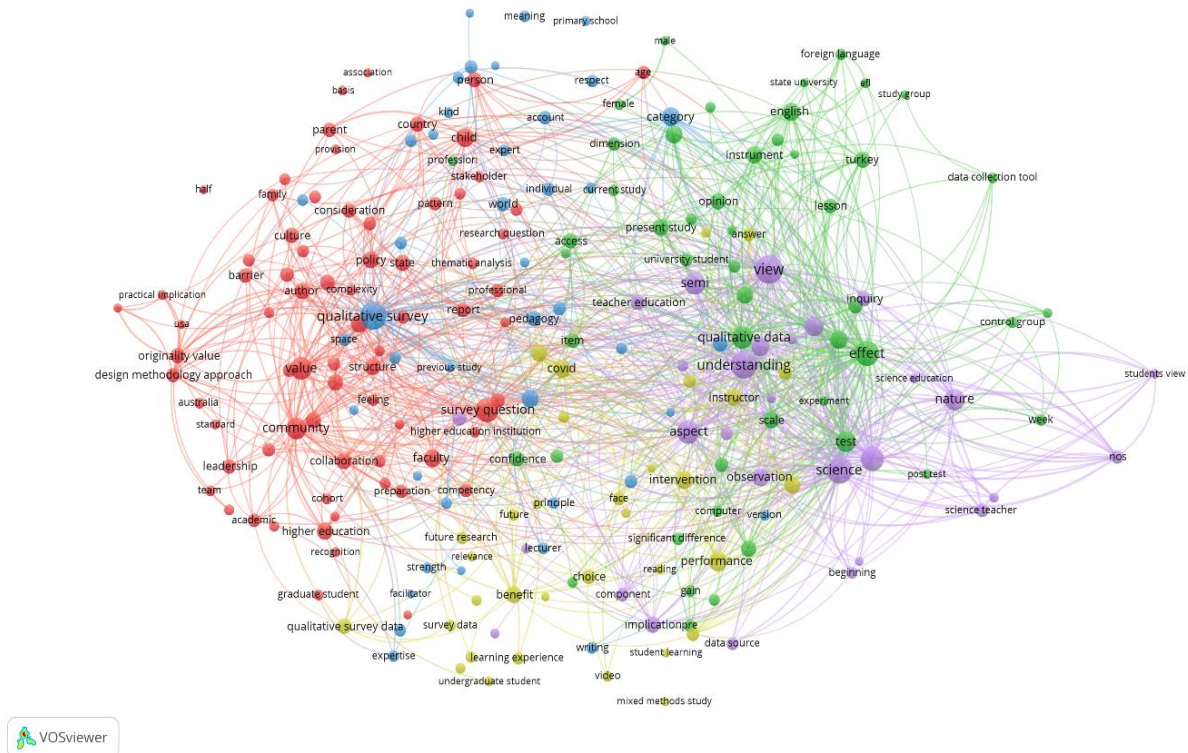 meaning
primary school
male
foreign language
association
age
state university
efl
person
respect
study group
basis
kind
female
english
parent
country
account
category
provision
child
dimension
profession
expert
instrument
turkey
stakeholder
half
family
individual
current study
data collection tool
consideration
pattern
world
opinion
lesson
culture
research question
present study
answer
policy
state
access
barrier
thematic analysis
university student
view
author
complexity
professional
semi
practical implication
teacher education
inquiry
usa
qualitative survey
report
pedagogy
space
item
qualitative data
control group
originality value
effect
value
structure
previous study
covid
understanding
design methodology approach
students view
science education
feeling
instructor
nature
australia
survey question
experiment
standard
community
higher education institution
aspect
scale
week
test
leadership
collaboration
faculty
confidence
nos
science
team
preparation
competency
intervention
observation
post test
cohort
principle
face
academic
future
computer
version
science teacher
higher education
future research
significant difference
recognition
relevance
lecturer
strength
choice
reading
performance
beginning
graduate student
facilitator
benefit
component
gain
qualitative survey data
survey data
implication
pre
expertise
writing
data source
learning experience
student learning
undergraduate student
video
mixed methods study
VOSviewer